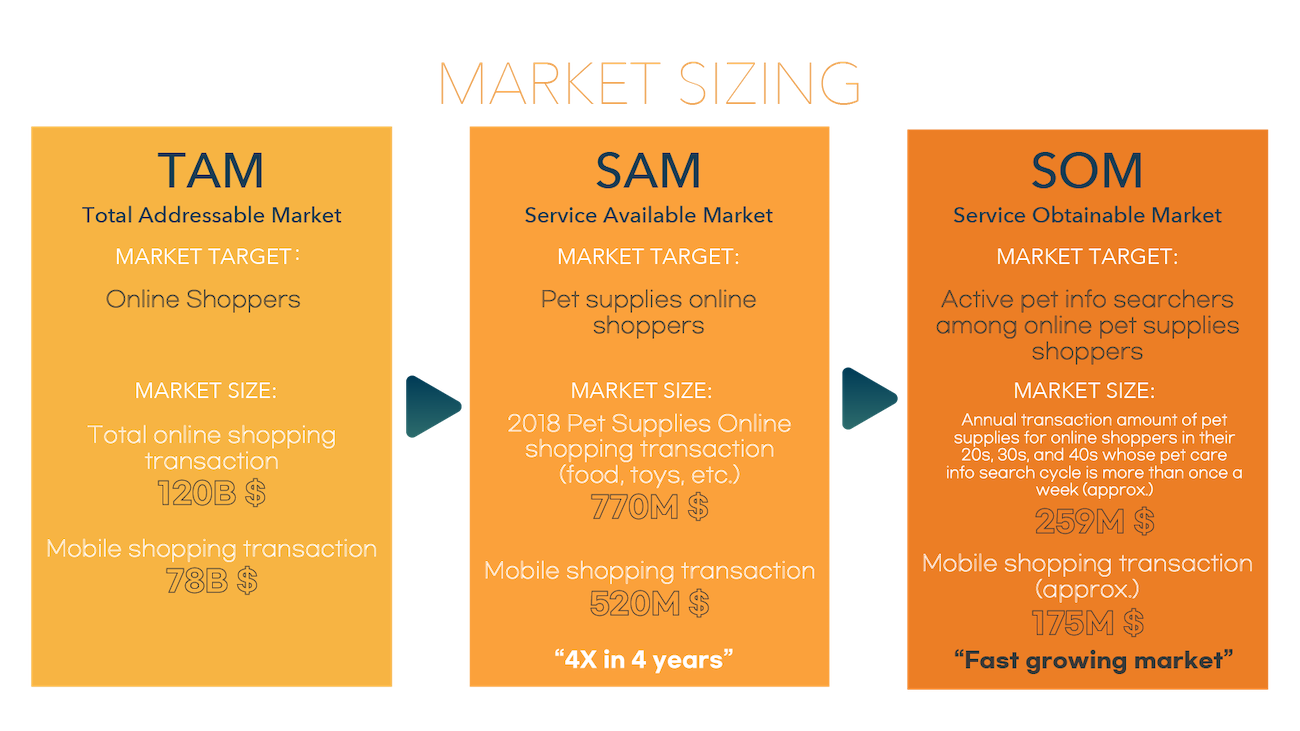 MARKET SIZING
TAM
Total Addressable Market
MARKET TARGET:
Online Shoppers
MARKET SIZE:
Total online shopping
transaction
120B $
Mobile shopping transaction
78B $
SAM
Service Available Market
MARKET TARGET:
Pet supplies online
shoppers
MARKET SIZE:
2018 Pet Supplies Online
shopping transaction
(food, toys, etc.)
770M $
Mobile shopping transaction
520M $
“4X in 4 years”
SOM
Service Obtainable Market
MARKET TARGET:
Active pet info searchers
among online pet supplies
shoppers
MARKET SIZE:
Annual transaction amount of pet
supplies for online shoppers in their
20s, 30s, and 40s whose pet care
info search cycle is more than once a
week (approx.)
259M $
Mobile shopping transaction
(approx.)
175M $
“Fast growing market”